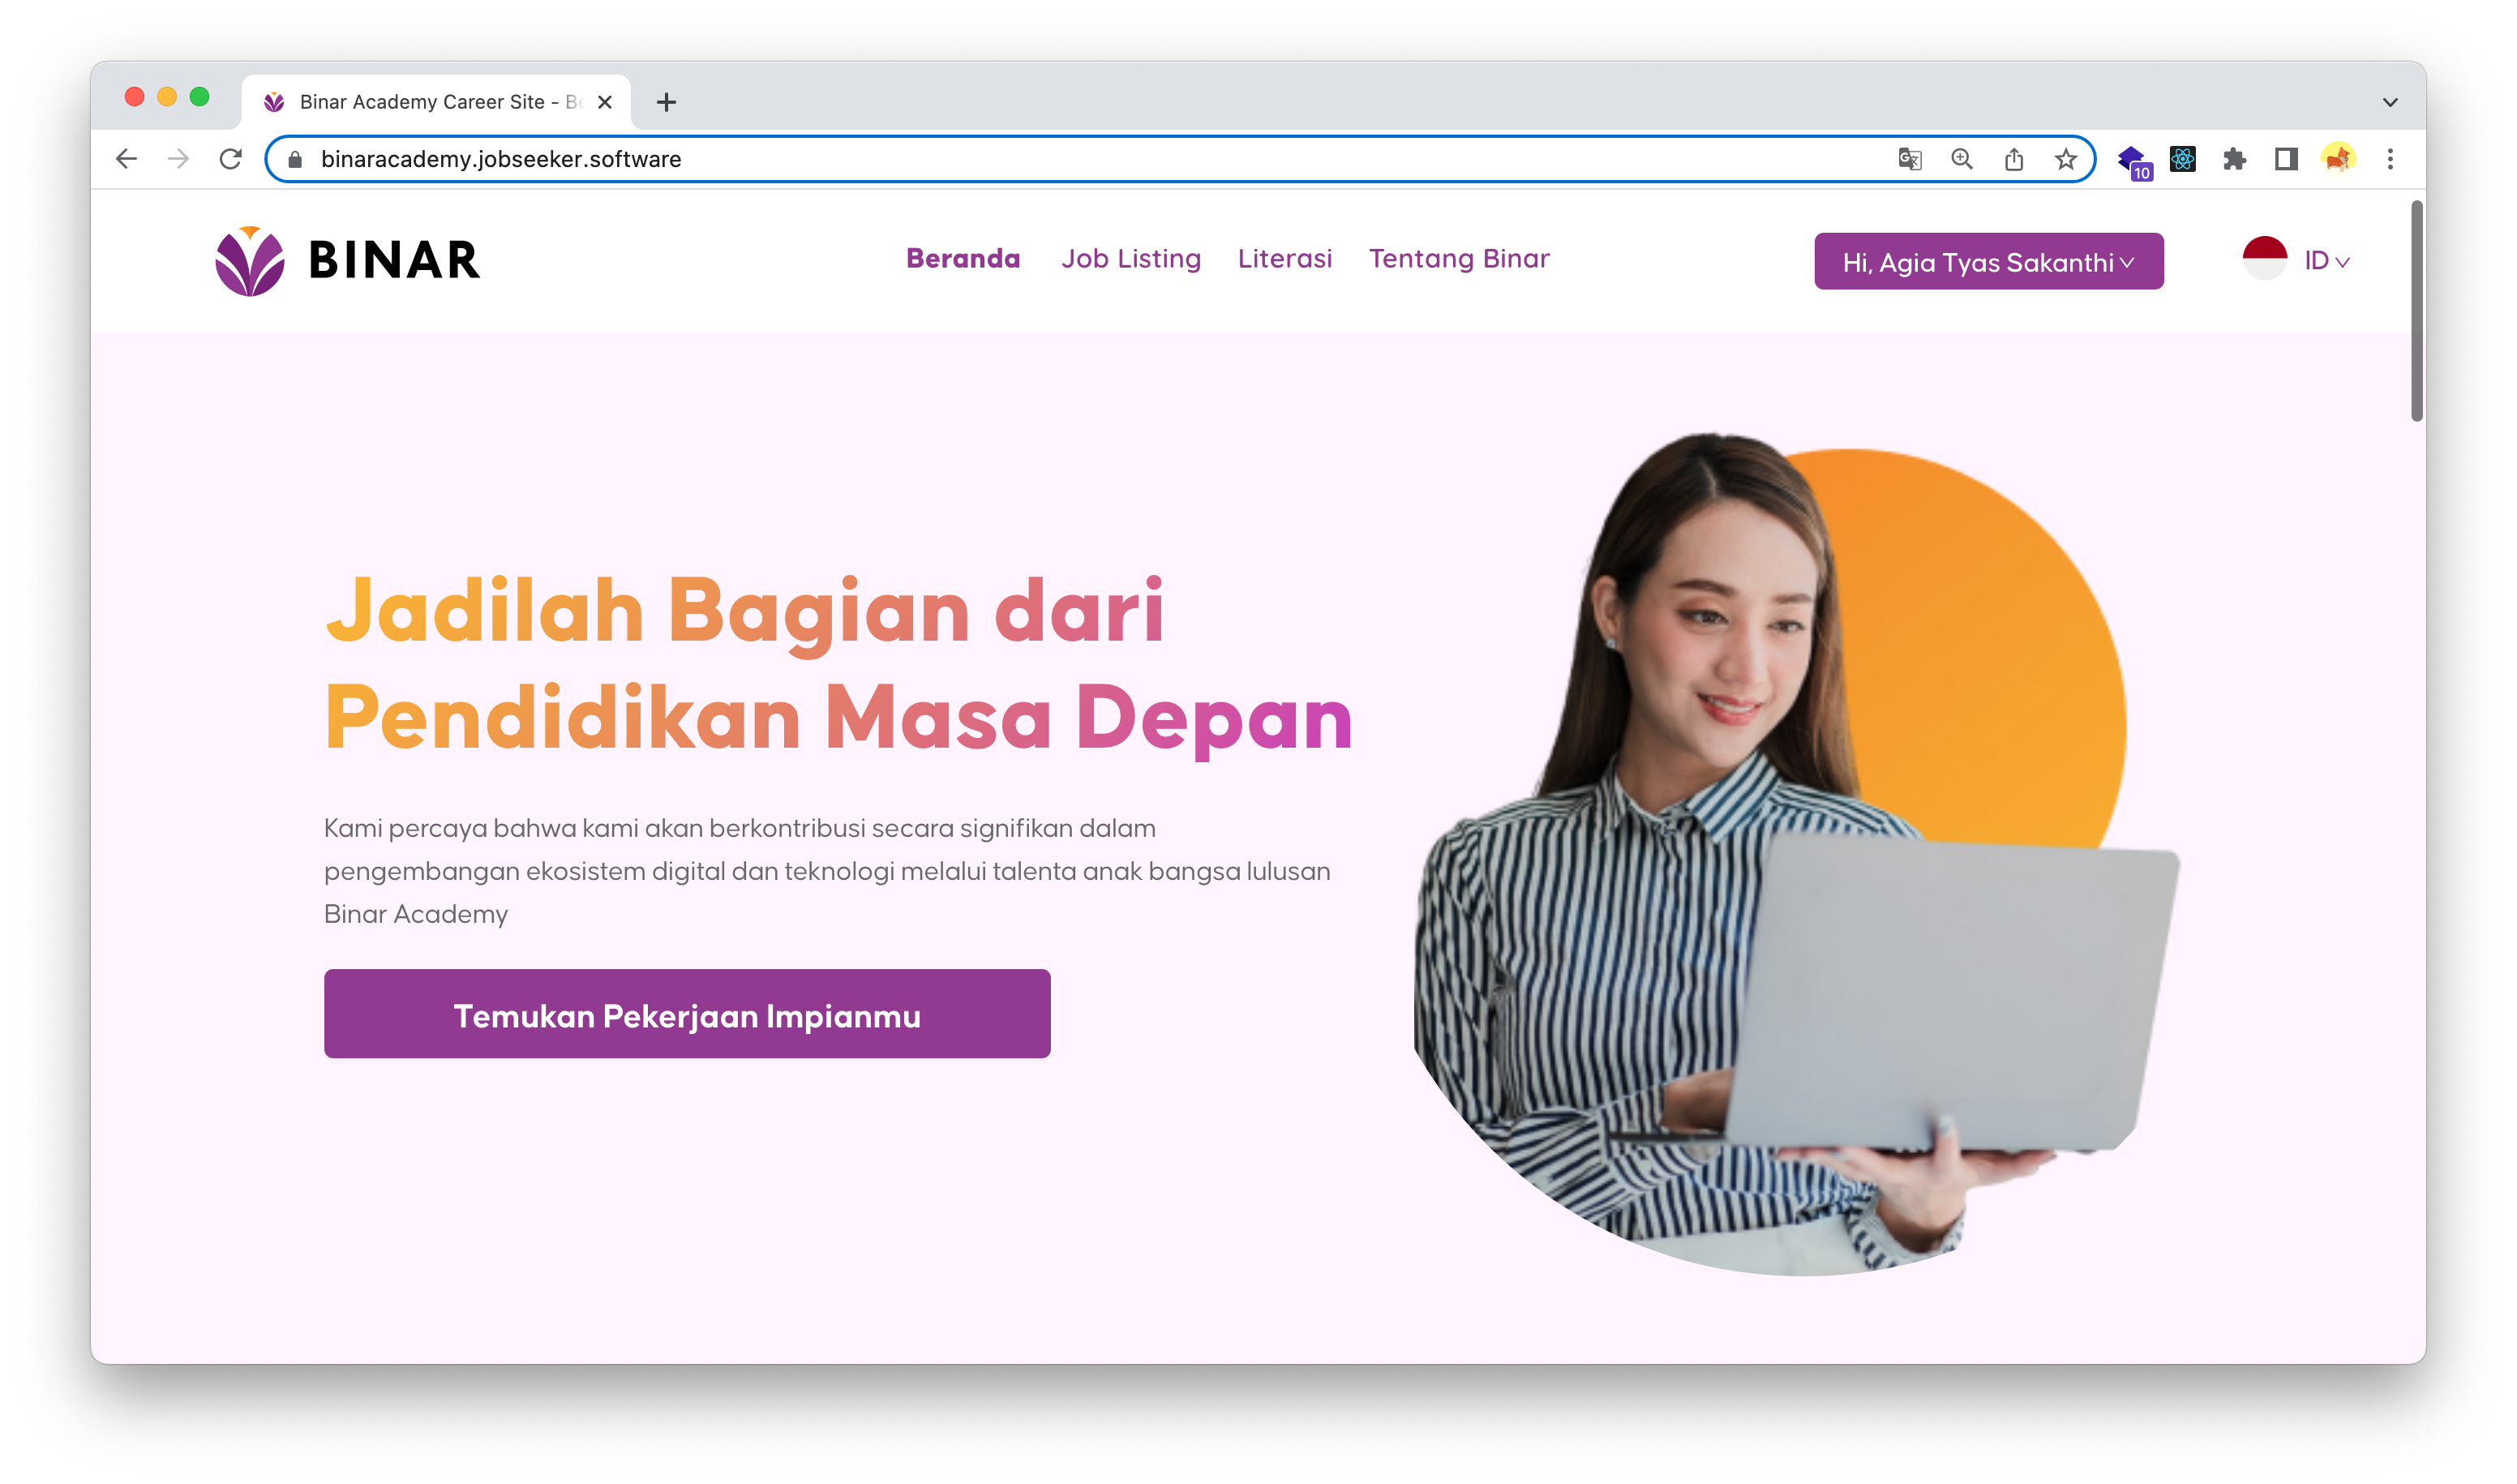 Binar Academy Career Site - Be
binaracademy.jobseeker.software
10
BINAR
Beranda
Job Listing
Literasi
Tentang Binar
Hi, Agia Tyas Sakanthi
ID
Jadilah Bagian dari
Pendidikan Masa Depan
Kami percaya bahwa kami akan berkontribusi secara signifikan dalam
pengembangan ekosistem digital dan teknologi melalui talenta anak bangsa lulusan
Binar Academy
Temukan Pekerjaan Impianmu